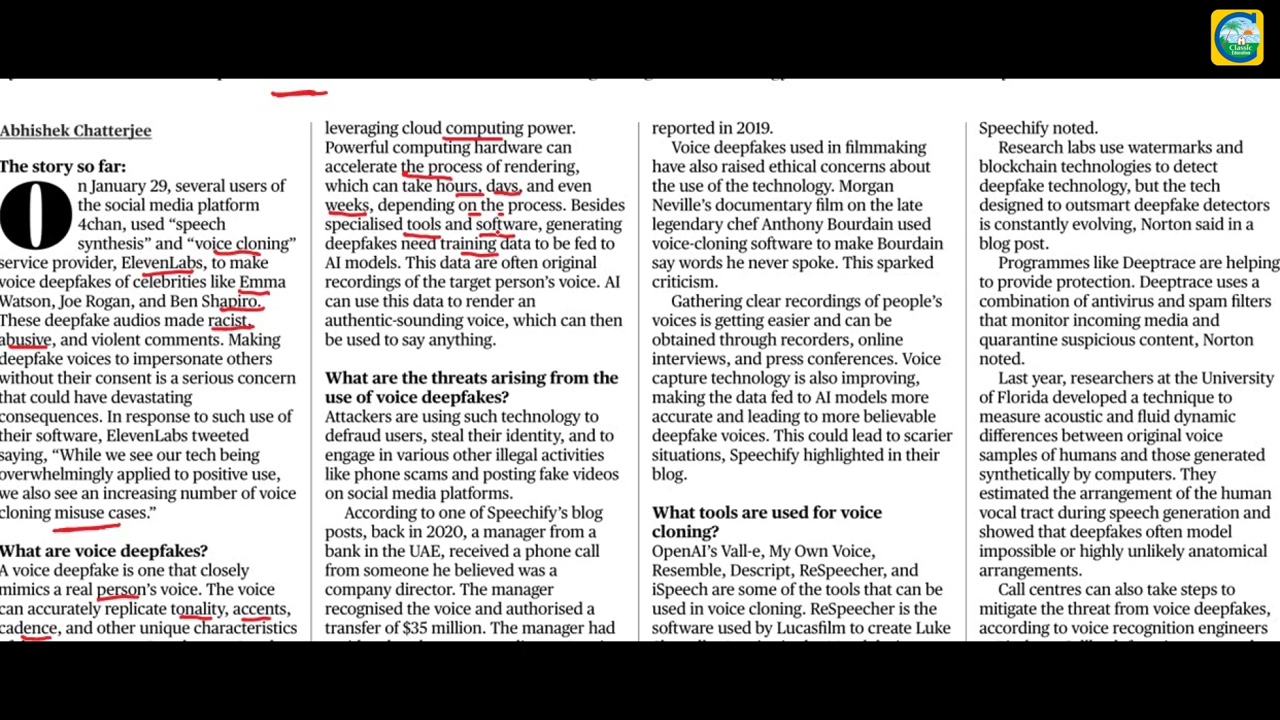 Classic
Education
Abhishek Chatterjee
The story so far:
On January 29, several users of
the social media platform
4chan, used “speech
synthesis” and “voice cloning”
service provider, ElevenLabs, to make
voice deepfakes of celebrities like Emma
Watson, Joe Rogan, and Ben Shapiro.
These deepfake audios made racist,
abusive, and violent comments. Making
deepfake voices to impersonate others
without their consent is a serious concern
that could have devastating
consequences. In response to such use of
their software, ElevenLabs tweeted
saying, “While we see our tech being
overwhelmingly applied to positive use,
we also see an increasing number of voice
cloning misuse cases.”
What are voice deepfakes?
A voice deepfake is one that closely
mimics a real person’s voice. The voice
can accurately replicate tonality, accents,
cadence, and other unique characteristics
leveraging cloud computing power.
Powerful computing hardware can
accelerate the process of rendering,
which can take hours, days, and even
weeks, depending on the process. Besides
specialised tools and software, generating
deepfakes need training data to be fed to
AI models. This data are often original
recordings of the target person’s voice. AI
can use this data to render an
authentic-sounding voice, which can then
be used to say anything.
What are the threats arising from the
use of voice deepfakes?
Attackers are using such technology to
defraud users, steal their identity, and to
engage in various other illegal activities
like phone scams and posting fake videos
on social media platforms.
According to one of Speechify’s blog
posts, back in 2020, a manager from a
bank in the UAE, received a phone call
from someone he believed was a
company director. The manager
recognised the voice and authorised a
transfer of $35 million. The manager had
reported in 2019.
Voice deepfakes used in filmmaking
have also raised ethical concerns about
the use of the technology. Morgan
Neville’s documentary film on the late
legendary chef Anthony Bourdain used
voice-cloning software to make Bourdain
say words he never spoke. This sparked
criticism.
Gathering clear recordings of people’s
voices is getting easier and can be
obtained through recorders, online
interviews, and press conferences. Voice
capture technology is also improving,
making the data fed to AI models more
accurate and leading to more believable
deepfake voices. This could lead to scarier
situations, Speechify highlighted in their
blog.
What tools are used for voice
cloning?
OpenAI’s Vall-e, My Own Voice,
Resemble, Descript, ReSpeecher, and
iSpeech are some of the tools that can be
used in voice cloning. ReSpeecher is the
software used by Lucasfilm to create Luke
Speechify noted.
Research labs use watermarks and
blockchain technologies to detect
deepfake technology, but the tech
designed to outsmart deepfake detectors
is constantly evolving, Norton said in a
blog post.
Programmes like Deeptrace are helping
to provide protection. Deeptrace uses a
combination of antivirus and spam filters
that monitor incoming media and
quarantine suspicious content, Norton
noted.
Last year, researchers at the University
of Florida developed a technique to
measure acoustic and fluid dynamic
differences between original voice
samples of humans and those generated
synthetically by computers. They
estimated the arrangement of the human
vocal tract during speech generation and
showed that deepfakes often model
impossible or highly unlikely anatomical
arrangements.
Call centres can also take steps to
mitigate the threat from voice deepfakes,
according to voice recognition engineers